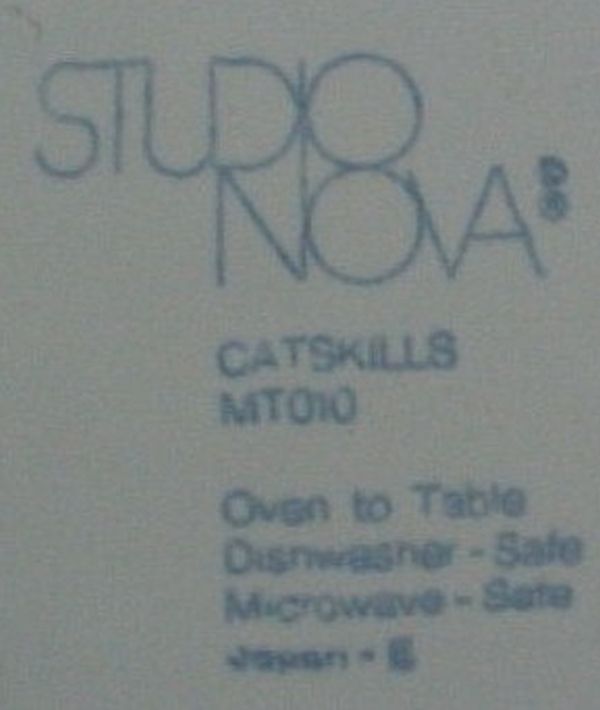 STUDIO
NOVA
CATSKILLS
MT010
Oven to Table
Dishwasher - Safe
Microwave - Safe
Japan - E